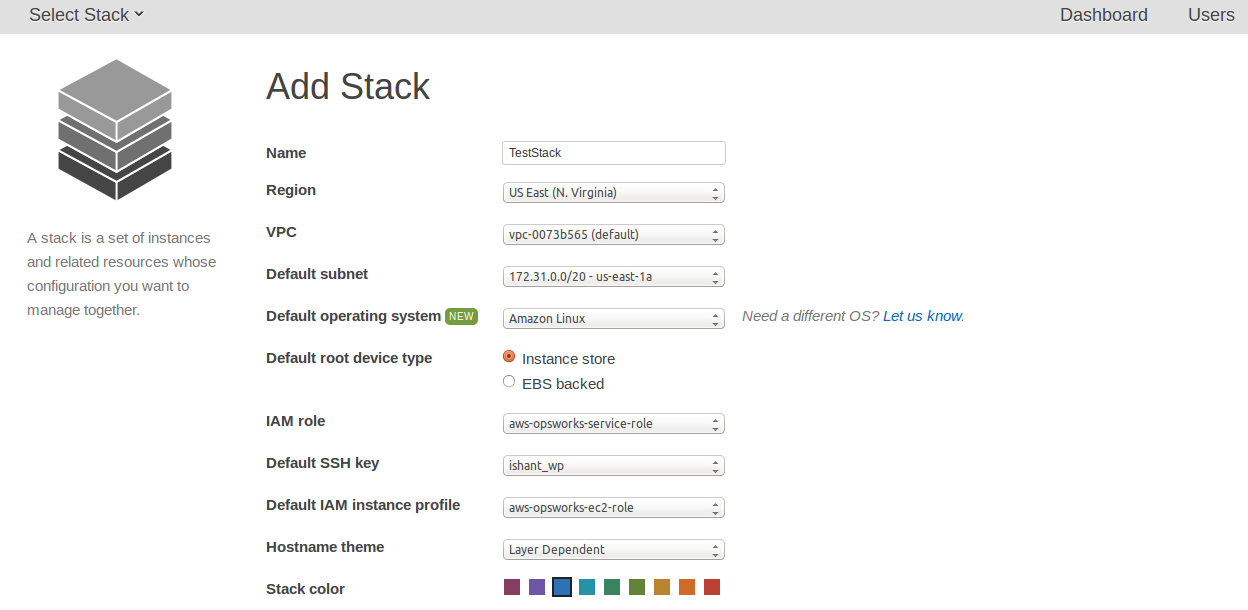 Select Stack Dashboard Users
Add Stack
A stack is a set of instances
and related resources whose
configuration you want to
manage together.
Name TestStack
Region US East (N. Virginia)
VPC vpc-0073b565 (default)
Default subnet 172.31.0.0/20 - us-east-1a
Default operating system NEW Amazon Linux Need a different OS? Let us know.
Default root device type Instance store
EBS backed
IAM role aws-opsworks-service-role
Default SSH key ishant_wp
Default IAM instance profile aws-opsworks-ec2-role
Hostname theme Layer Dependent
Stack color